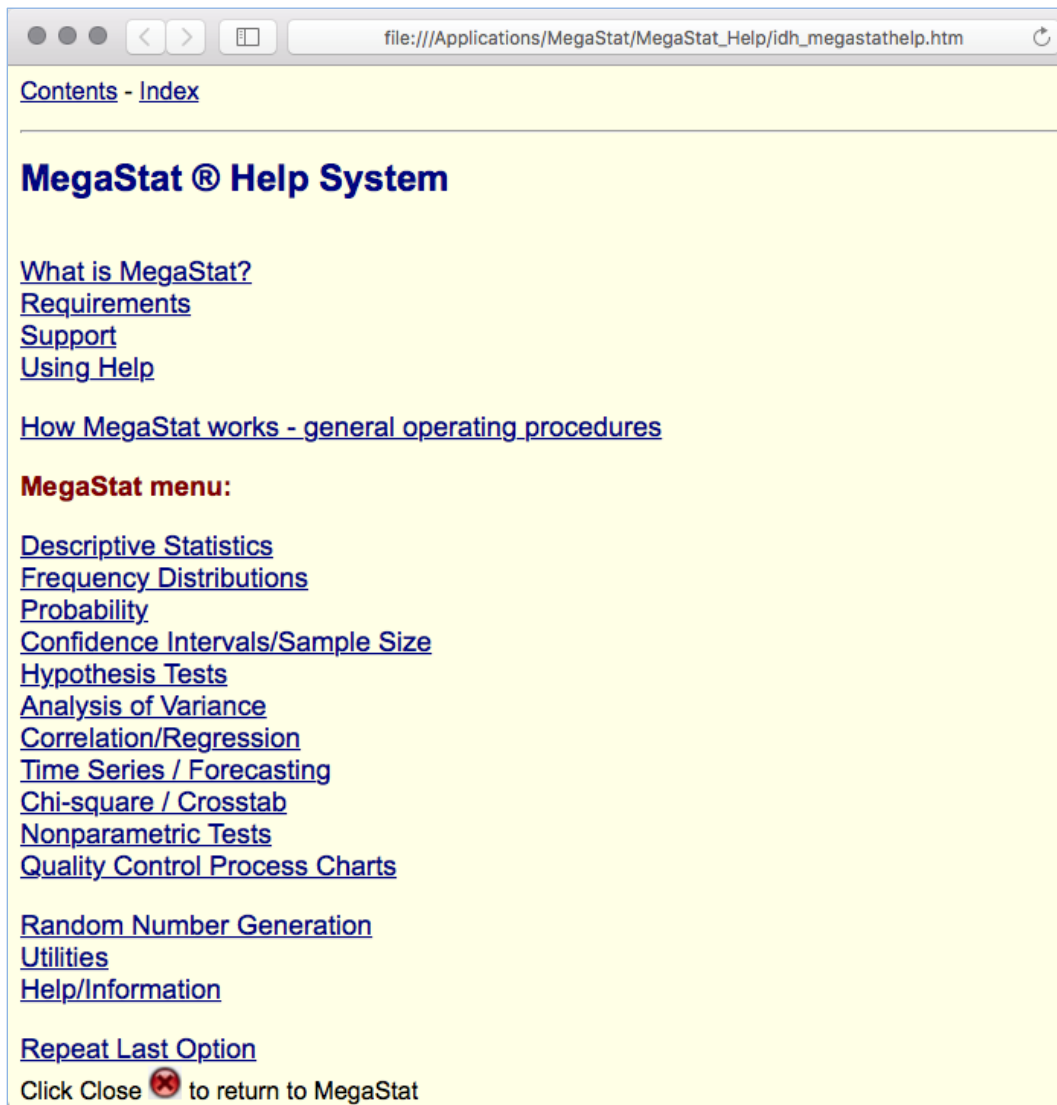 file:///Applications/MegaStat/MegaStat_Help/idh_megastathelp.htm
Contents - Index
MegaStat ® Help System
What is MegaStat?
Requirements
Support
Using Help
How MegaStat works - general operating procedures
MegaStat menu:
Descriptive Statistics
Frequency Distributions
Probability
Confidence Intervals/Sample Size
Hypothesis Tests
Analysis of Variance
Correlation/Regression
Time Series / Forecasting
Chi-square / Crosstab
Nonparametric Tests
Quality Control Process Charts
Random Number Generation
Utilities
Help/Information
Repeat Last Option
Click Close to return to MegaStat